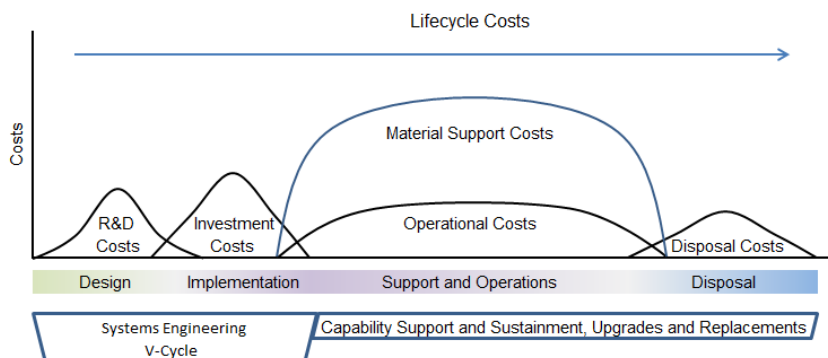 Lifecycle Costs
Costs
Material Support Costs
R&D
Costs
Investment
Costs
Operational Costs
Disposal Costs
Design
Implementation
Support and Operations
Disposal
Systems Engineering
V-Cycle
Capability Support and Sustainment, Upgrades and Replacements